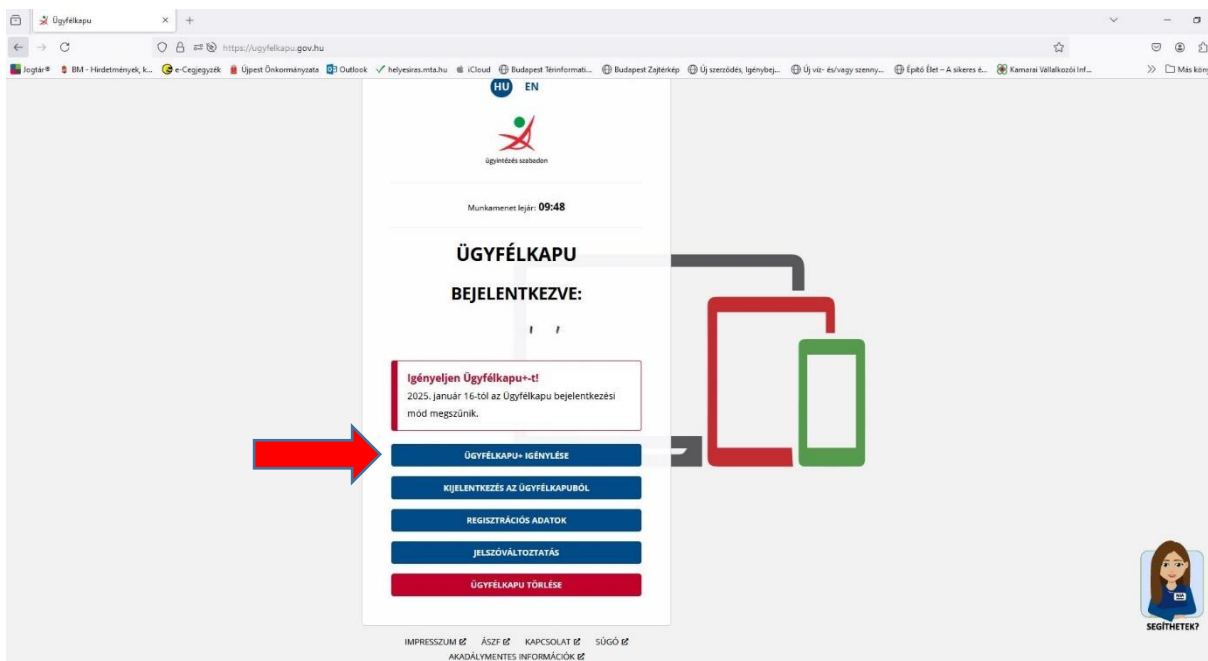 Ügyfélkapu
https://ugyfelkapu.gov.hu
Jogtár® BM - Hirdetmények, k... e-Cegjegyzék Újpest Önkormányzata Outlook helyesiras.mta.hu iCloud Budapest Térinformati... Budapest Zajtérkép Új szerződés, Igénybej... Új víz- és/vagy szenny... Építő Élet – A sikeres é... Kamarai Vállalkozói Inf... Más kön
HU EN
ügyintézés szabadon
Munkamenet lejár: 09:48
ÜGYFÉLKAPU
BEJELENTKEZVE:
Igényeljen Ügyfélkapu+-t!
2025. január 16-tól az Ügyfélkapu bejelentkezési
mód megszűnik.
ÜGYFÉLKAPU+ IGÉNYLÉSE
KIJELENTKEZÉS AZ ÜGYFÉLKAPUBÓL
REGISZTRÁCIÓS ADATOK
JELSZÓVÁLTOZTATÁS
ÜGYFÉLKAPU TÖRLÉSE
SEGÍTHETEK?
IMPRESSZUM ÁSZF KAPCSOLAT SÚGÓ
AKADÁLYMENTES INFORMÁCIÓK